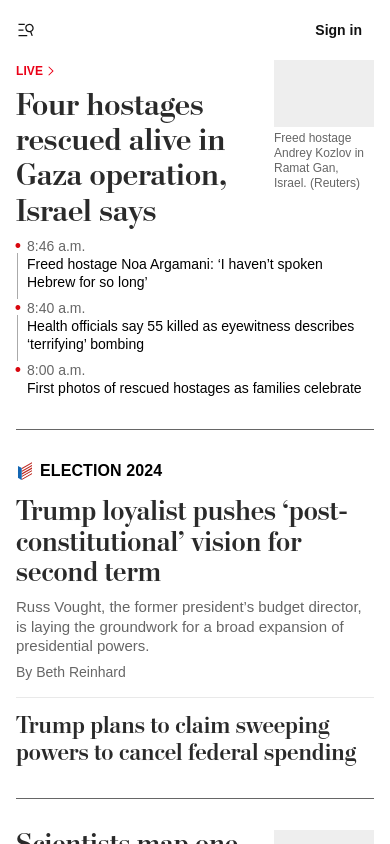 Sign in
LIVE
Four hostages
rescued alive in
Gaza operation,
Israel says
Freed hostage
Andrey Kozlov in
Ramat Gan,
Israel. (Reuters)
8:46 a.m.
Freed hostage Noa Argamani: ‘I haven’t spoken
Hebrew for so long’
8:40 a.m.
Health officials say 55 killed as eyewitness describes
‘terrifying’ bombing
8:00 a.m.
First photos of rescued hostages as families celebrate
ELECTION 2024
Trump loyalist pushes ‘post-
constitutional’ vision for
second term
Russ Vought, the former president’s budget director,
is laying the groundwork for a broad expansion of
presidential powers.
By Beth Reinhard
Trump plans to claim sweeping
powers to cancel federal spending
Scientists map one